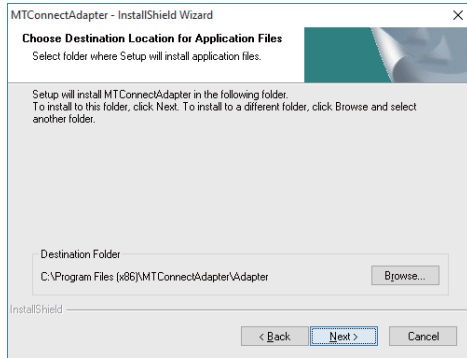 MTConnectAdapter - InstallShield Wizard
Choose Destination Location for Application Files
Select folder where Setup will install application files.
Setup will install MTConnectAdapter in the following folder.
To install to this folder, click Next. To install to a different folder, click Browse and select
another folder.
Destination Folder
C:\Program Files (x86)\MTConnectAdapter\Adapter
Browse...
InstallShield
< Back
Next >
Cancel